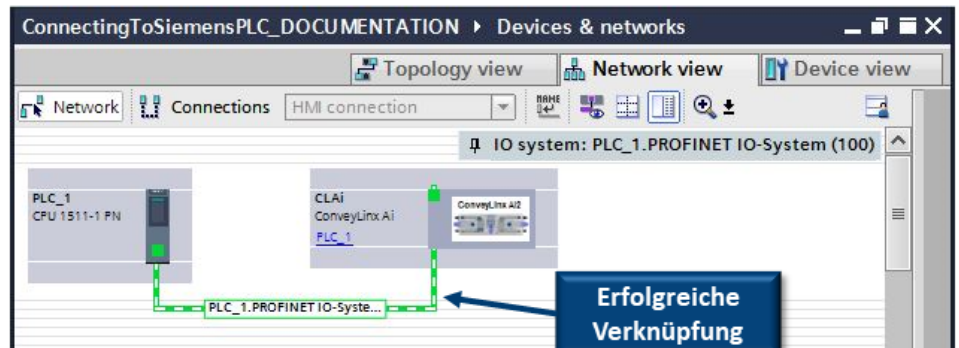 ConnectingToSiemensPLC_DOCUMENTATION ▸ Devices & networks
Topology view Network view Device view
Network Connections HMI connection
IO system: PLC_1.PROFINET IO-System (100)
PLC_1
CPU 1511-1 PN
CLAi
ConveyLinx Ai
PLC_1
ConveyLinx Ai2
PLC_1.PROFINET IO-Syste...
Erfolgreiche
Verknüpfung